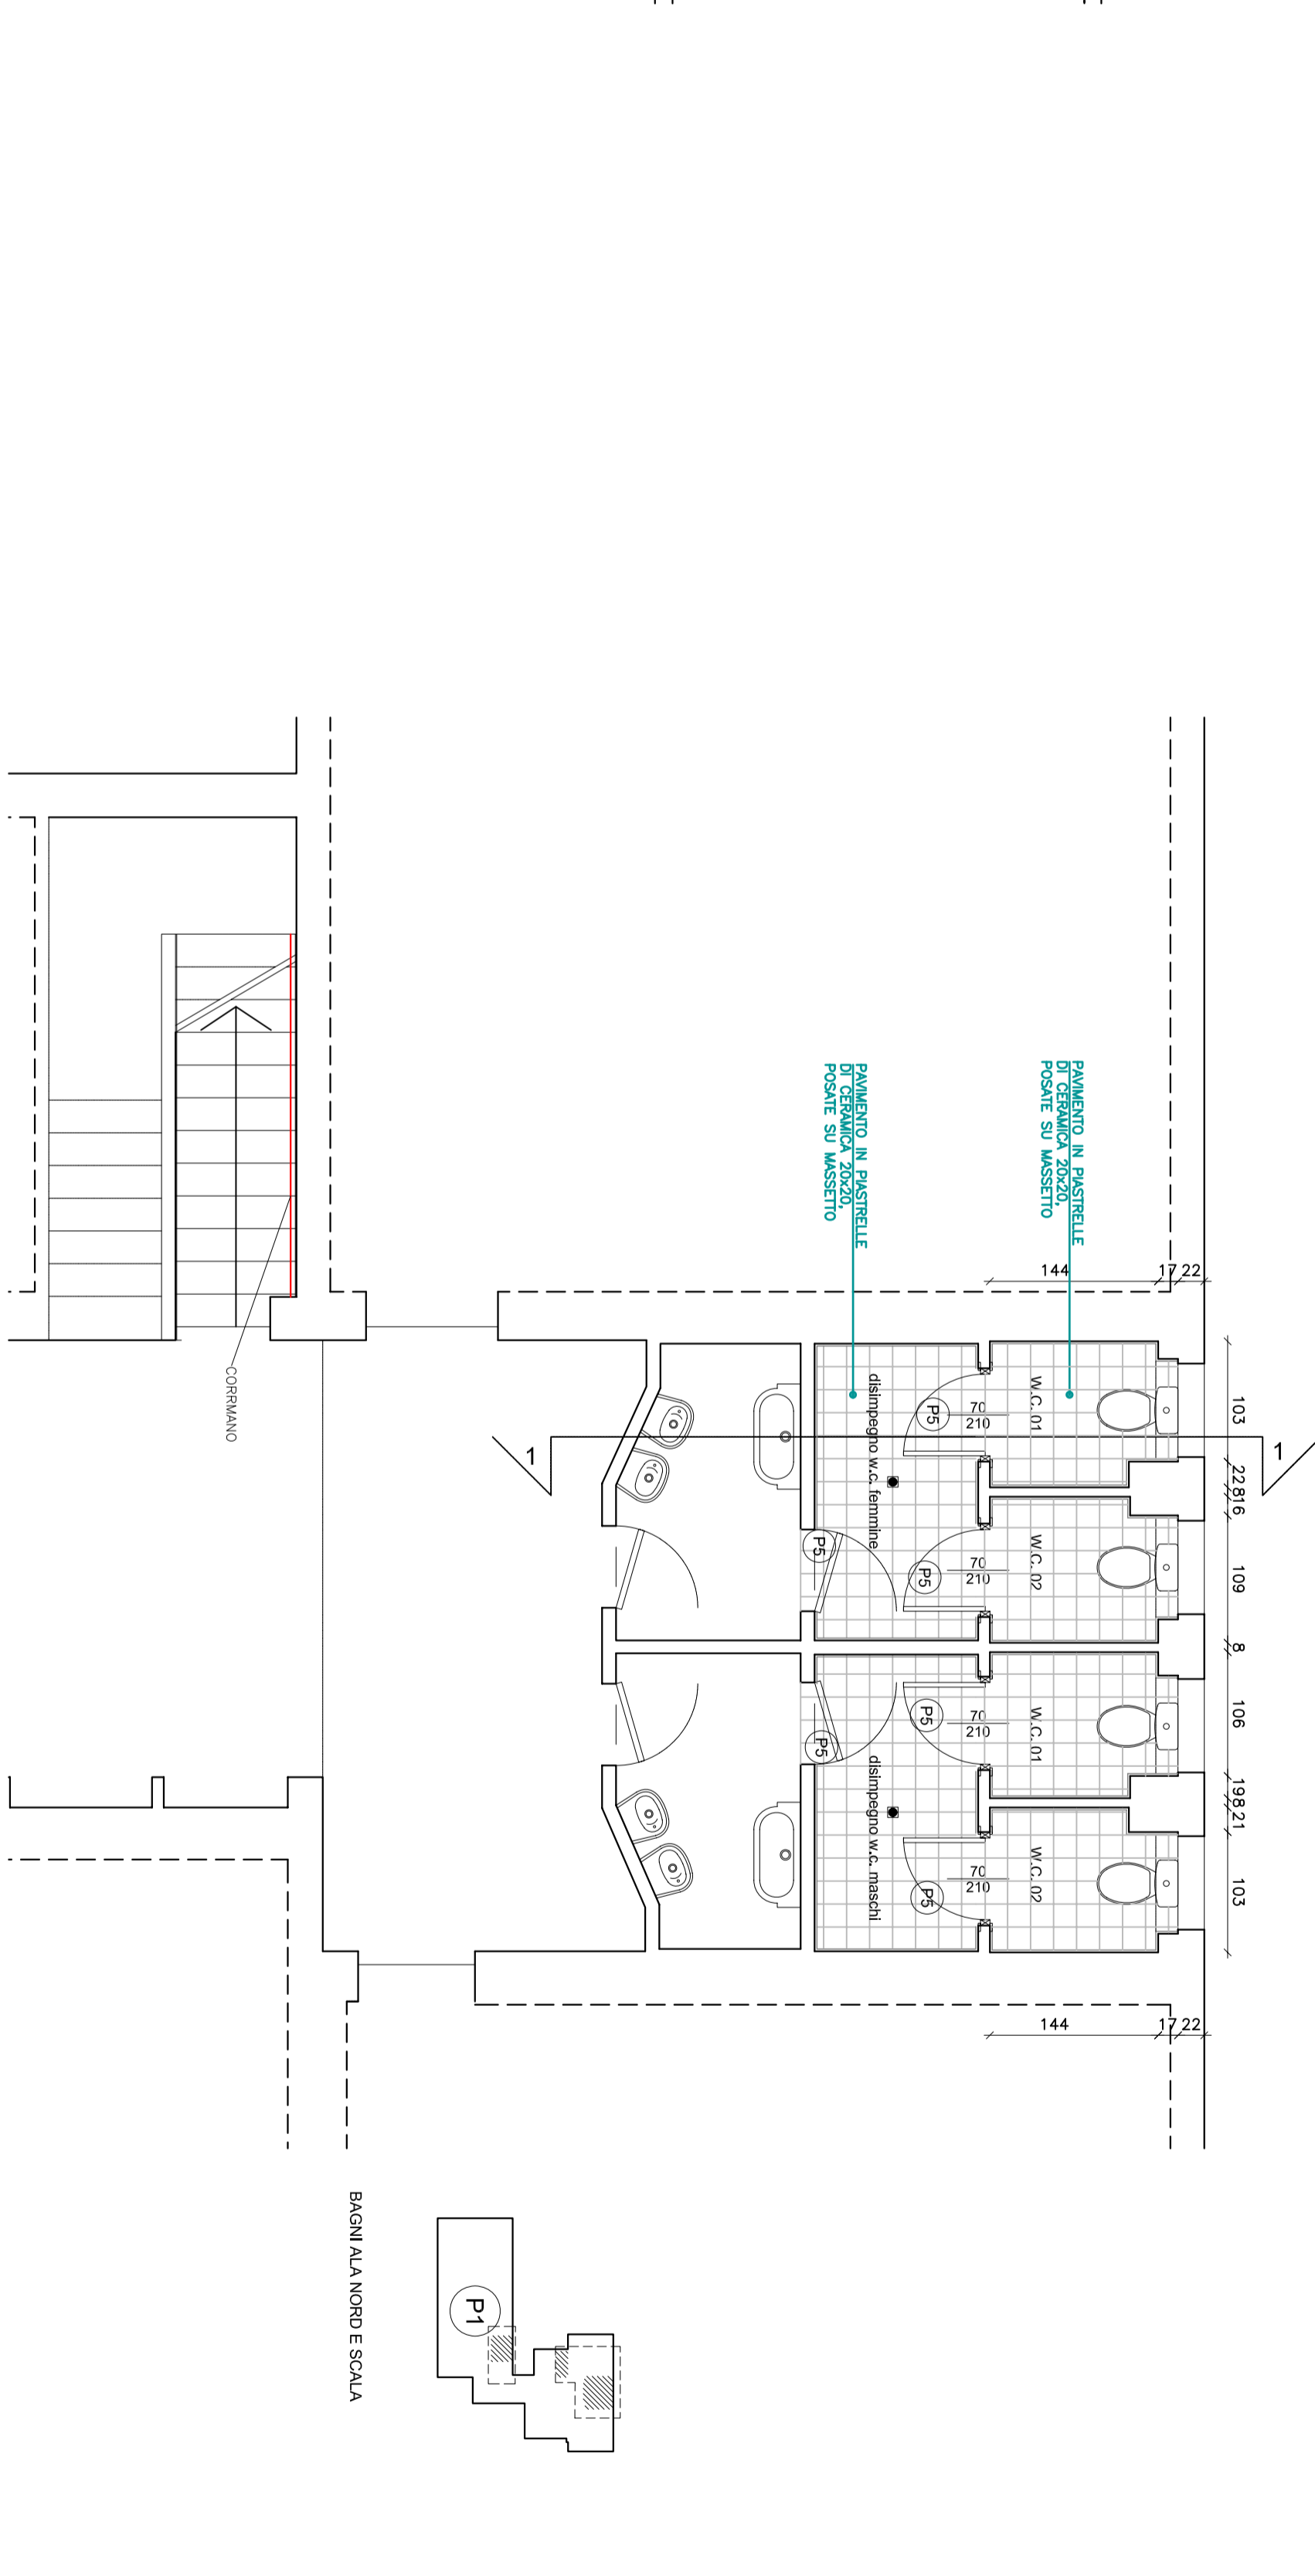 PAVIMENTO IN PIASTRELLE
DI CERAMICA 20x20,
POSATE SU MASSETTO
PAVIMENTO IN PIASTRELLE
DI CERAMICA 20x20,
POSATE SU MASSETTO
144
17
22
103
22
8
16
109
8
106
19
8
21
103
144
17
22
W.C. 01
70
210
P5
W.C. 02
70
210
P5
W.C. 01
70
210
P5
W.C. 02
70
210
P5
disimpegno w.c. femmine
P5
disimpegno w.c. maschi
P5
1
1
CORRMANO
BAGNI ALA NORD E SCALA
P1